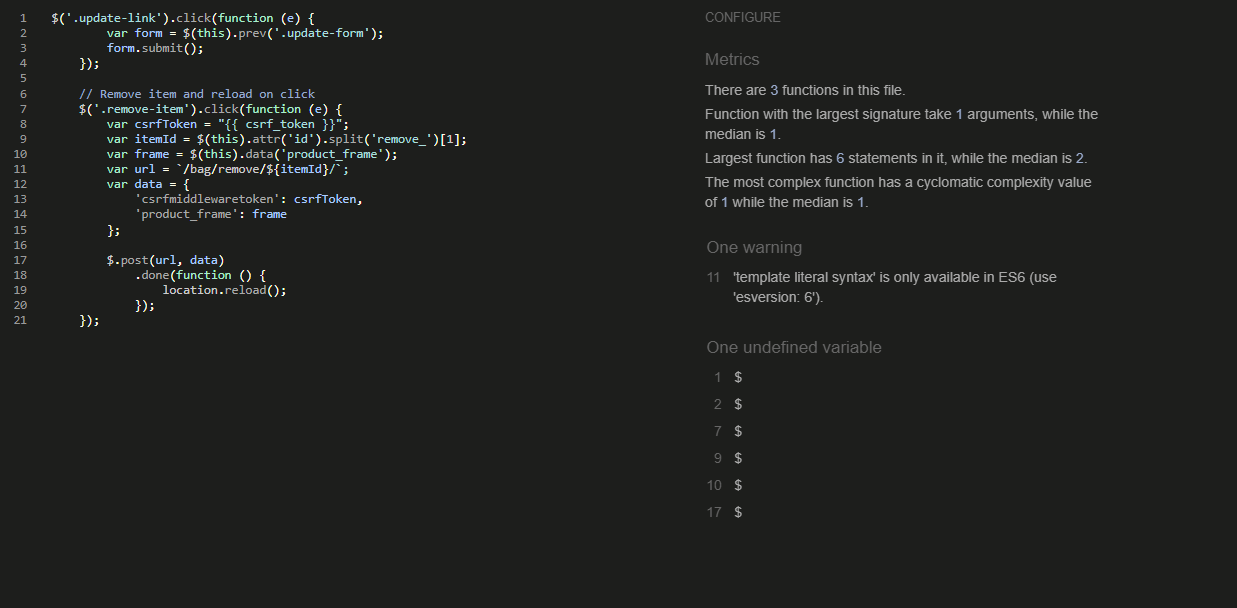 1 $('.update-link').click(function (e) {
2 var form = $(this).prev('.update-form');
3 form.submit();
4 });
5
6 // Remove item and reload on click
7 $('.remove-item').click(function (e) {
8 var csrfToken = "{{ csrf_token }}";
9 var itemId = $(this).attr('id').split('remove_')[1];
10 var frame = $(this).data('product_frame');
11 var url = `/bag/remove/${itemId}/`;
12 var data = {
13 'csrfmiddlewaretoken': csrfToken,
14 'product_frame': frame
15 };
16
17 $.post(url, data)
18 .done(function () {
19 location.reload();
20 });
21 });
CONFIGURE
Metrics
There are 3 functions in this file.
Function with the largest signature take 1 arguments, while the
median is 1.
Largest function has 6 statements in it, while the median is 2.
The most complex function has a cyclomatic complexity value
of 1 while the median is 1.
One warning
11 'template literal syntax' is only available in ES6 (use
'esversion: 6').
One undefined variable
1 $
2 $
7 $
9 $
10 $
17 $